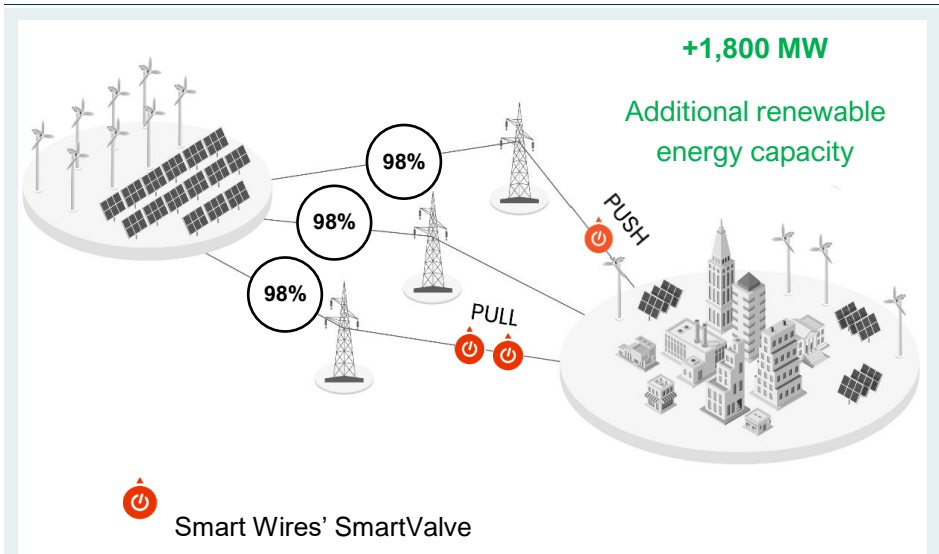 +1,800 MW
Additional renewable
energy capacity
98%
98%
98%
PUSH
PULL
Smart Wires’ SmartValve